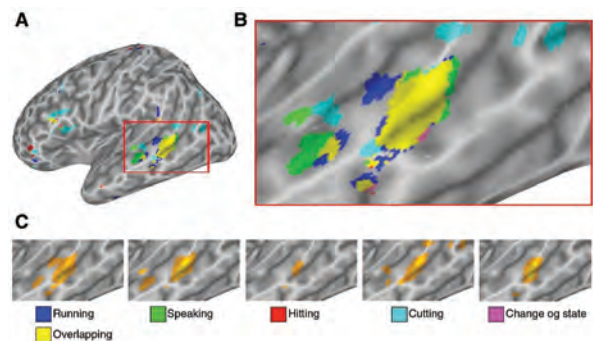 A
B
C
Running
Speaking
Hitting
Cutting
Change og state
Overlapping